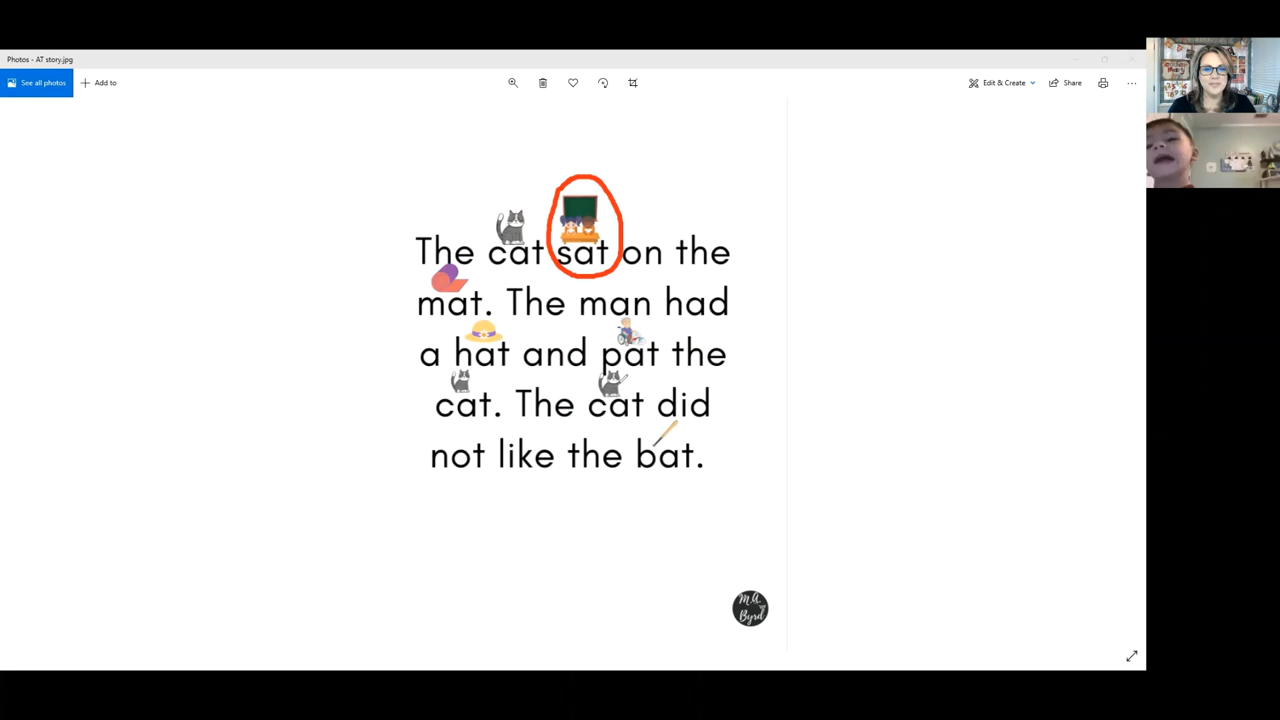 Photos - AT story.jpg
See all photos
Add to
Edit & Create
Share
The cat sat on the
mat. The man had
a hat and pat the
cat. The cat did
not like the bat.
M.A.
Byrd